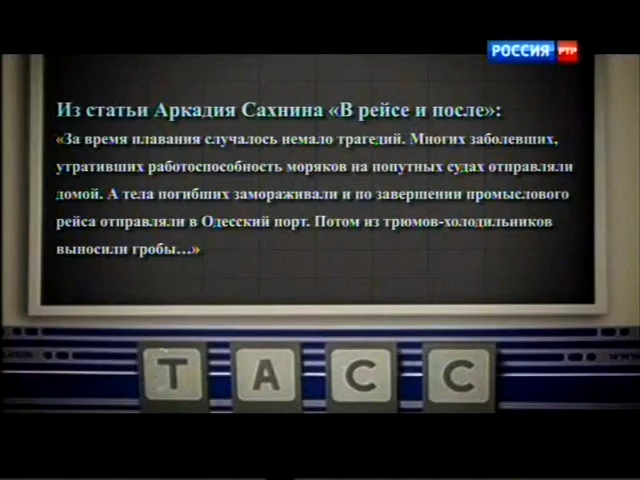 РОССИЯ РТР
Из статьи Аркадия Сахнина «В рейсе и после»:
«За время плавания случалось немало трагедий. Многих заболевших,
утративших работоспособность моряков на попутных судах отправляли
домой. А тела погибших замораживали и по завершении промыслового
рейса отправляли в Одесский порт. Потом из трюмов-холодильников
выносили гробы...»
ТАСС